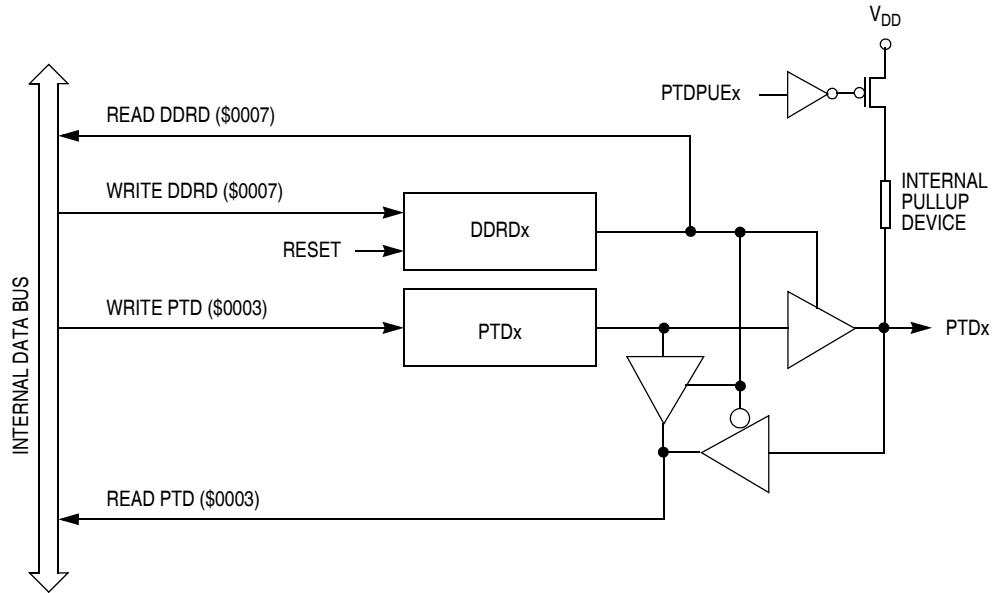 VDD
PTDPUEx
READ DDRD ($0007)
WRITE DDRD ($0007)
INTERNAL
PULLUP
DEVICE
DDRDx
RESET
INTERNAL DATA BUS
WRITE PTD ($0003)
PTDx
PTDx
READ PTD ($0003)